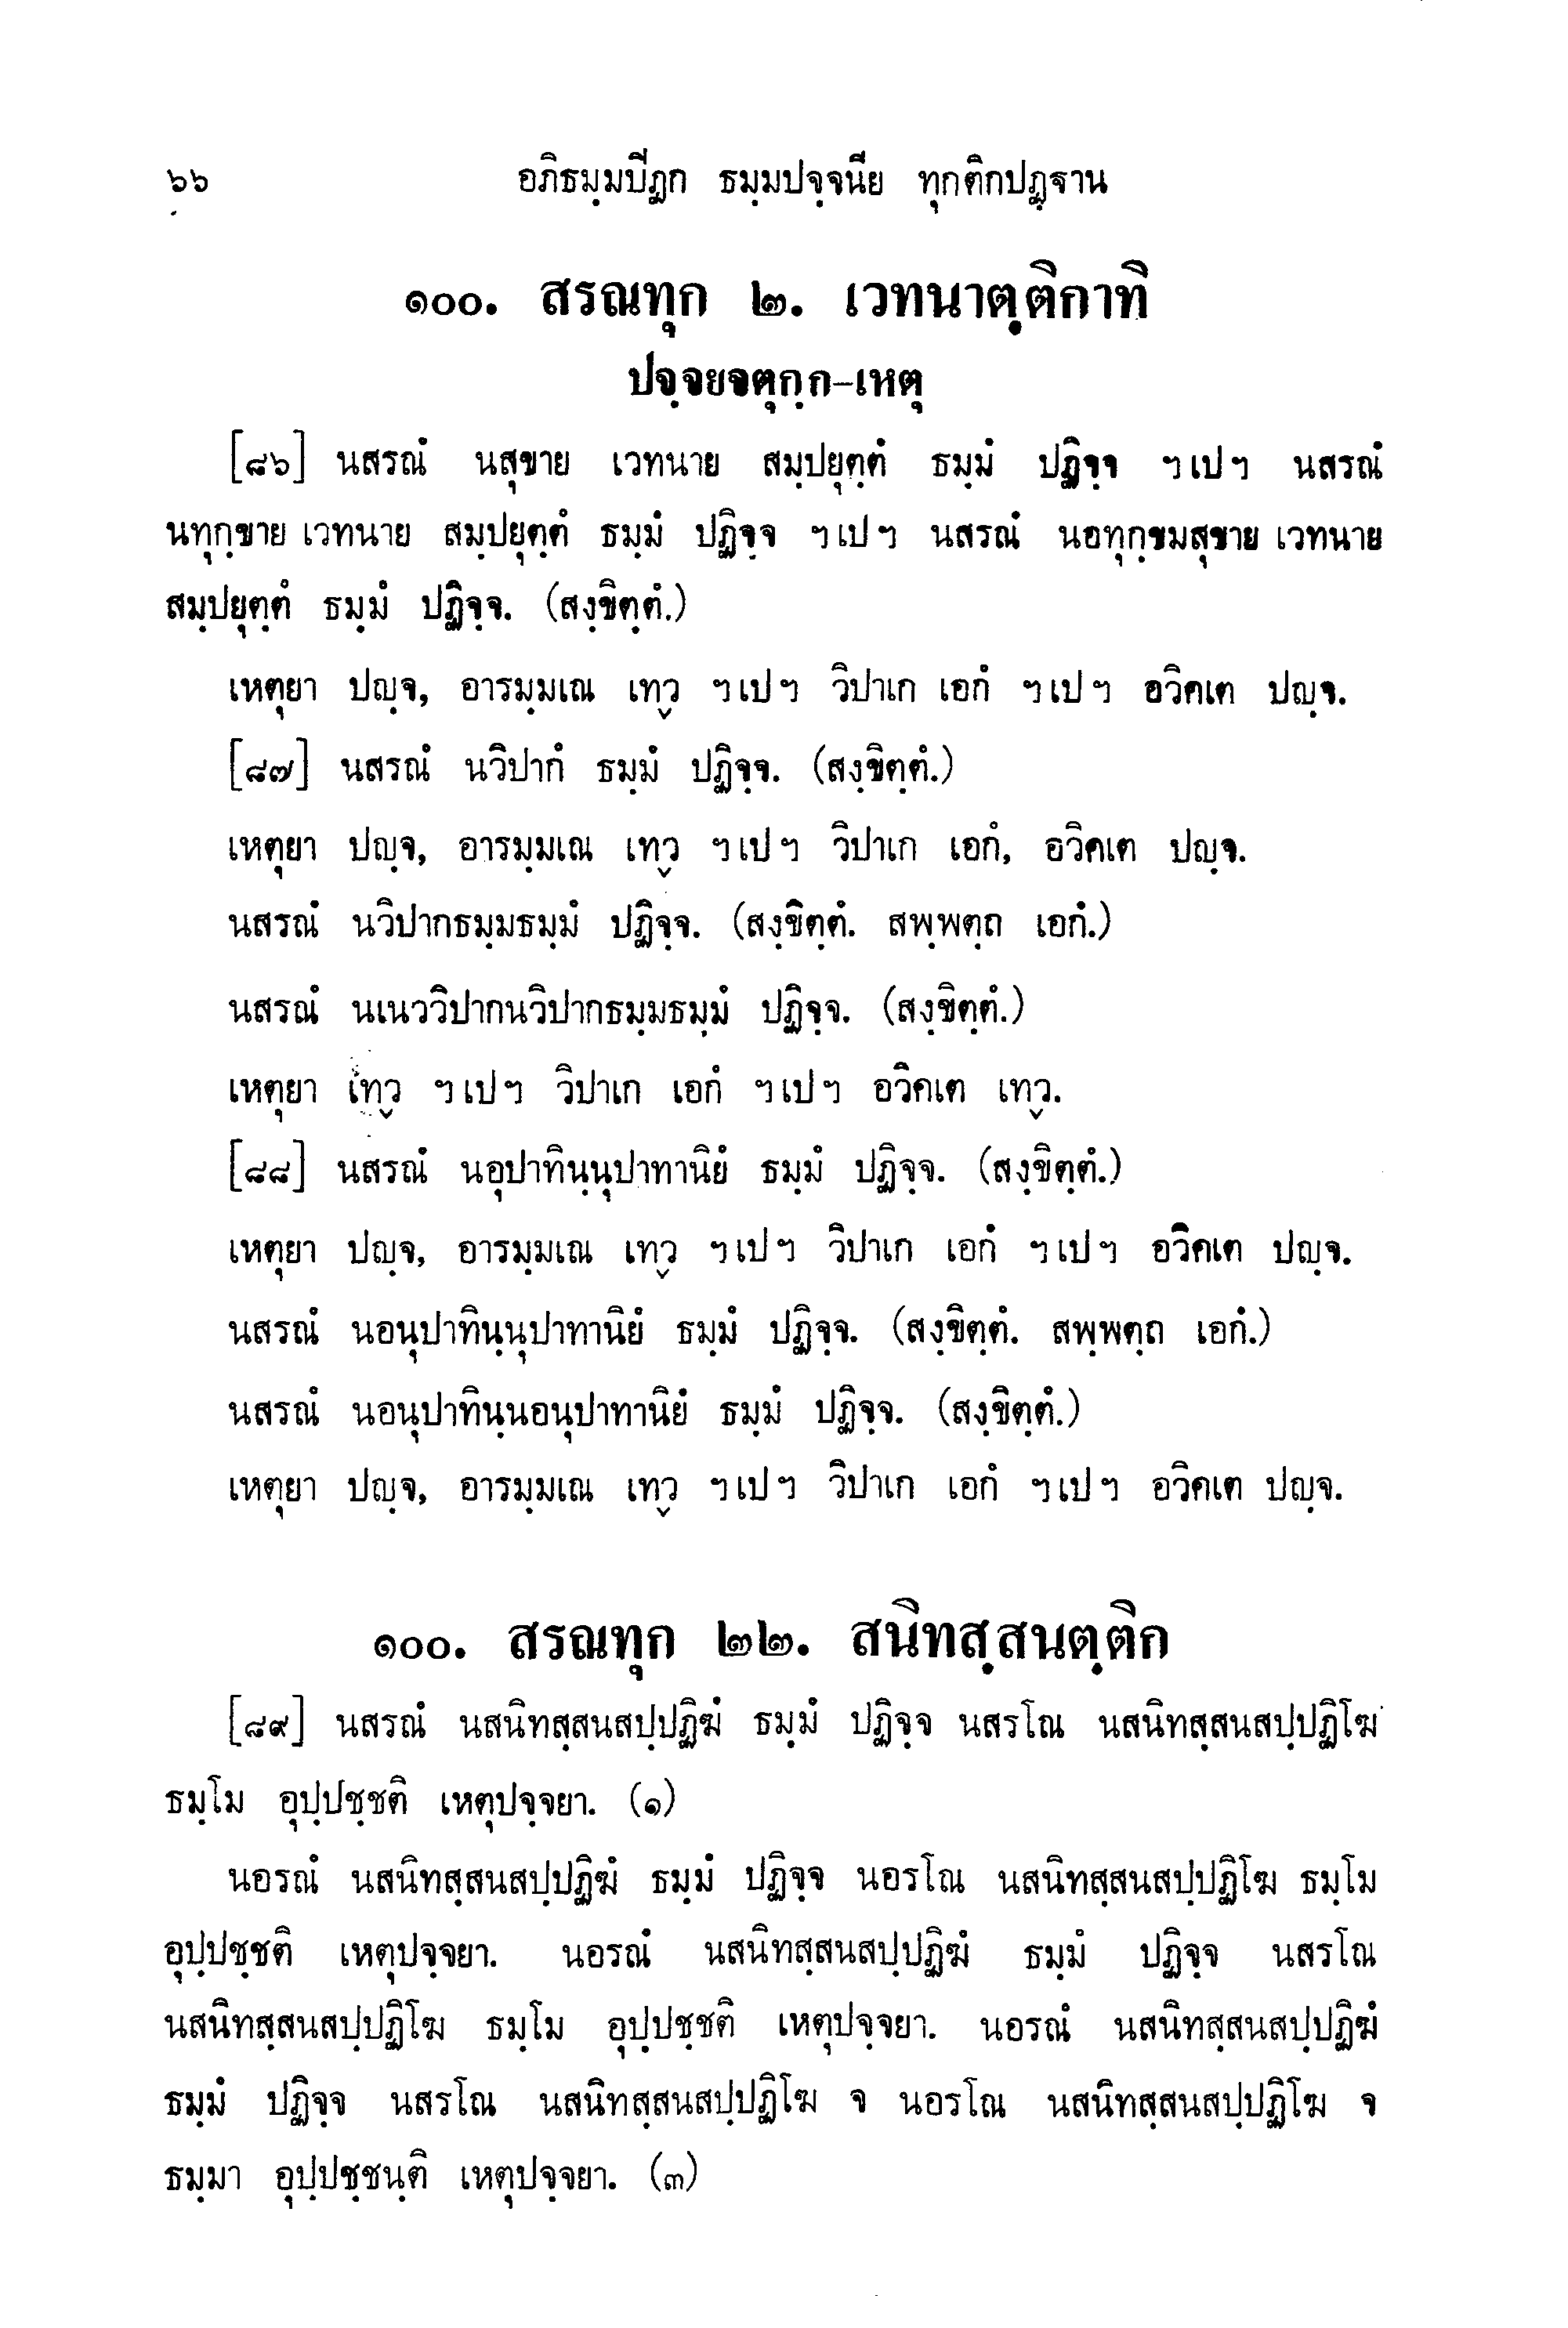 ๖๖ อภิธมฺมปีฏก ธมฺมปจฺจนีย ทุกติกปฏฺฐาน
๑๐๐. สรณทุก ๒. เวทนาตฺติกาทิ
ปจฺจยจตุกฺก-เหตุ
[๘๖] นสรณํ นสุขาย เวทนาย สมฺปยุตฺตํ ธมฺมํ ปฏิจฺจ ฯเปฯ นสรณํ
นทุกฺขาย เวทนาย สมฺปยุตฺตํ ธมฺมํ ปฏิจฺจ ฯเปฯ นสรณํ นอทุกฺขมสุขาย เวทนาย
สมฺปยุตฺตํ ธมฺมํ ปฏิจฺจ. (สงฺขิตฺตํ.)
เหตุยา ปญฺจ, อารมฺมเณ เทฺว ฯเปฯ วิปาเก เอกํ ฯเปฯ อวิคเต ปญฺจ.
[๘๗] นสรณํ นวิปากํ ธมฺมํ ปฏิจฺจ. (สงฺขิตฺตํ.)
เหตุยา ปญฺจ, อารมฺมเณ เทฺว ฯเปฯ วิปาเก เอกํ, อวิคเต ปญฺจ.
นสรณํ นวิปากธมฺมธมฺมํ ปฏิจฺจ. (สงฺขิตฺตํ. สพฺพตฺถ เอกํ.)
นสรณํ นเนววิปากนวิปากธมฺมธมฺมํ ปฏิจฺจ. (สงฺขิตฺตํ.)
เหตุยา เทฺว ฯเปฯ วิปาเก เอกํ ฯเปฯ อวิคเต เทฺว.
[๘๘] นสรณํ นอุปาทินฺนุปาทานิยํ ธมฺมํ ปฏิจฺจ. (สงฺขิตฺตํ.)
เหตุยา ปญฺจ, อารมฺมเณ เทฺว ฯเปฯ วิปาเก เอกํ ฯเปฯ อวิคเต ปญฺจ.
นสรณํ นอนุปาทินฺนุปาทานิยํ ธมฺมํ ปฏิจฺจ. (สงฺขิตฺตํ. สพฺพตฺถ เอกํ.)
นสรณํ นอนุปาทินฺนอนุปาทานิยํ ธมฺมํ ปฏิจฺจ. (สงฺขิตฺตํ.)
เหตุยา ปญฺจ, อารมฺมเณ เทฺว ฯเปฯ วิปาเก เอกํ ฯเปฯ อวิคเต ปญฺจ.
๑๐๐. สรณทุก ๒๒. สนิทสฺสนตฺติก
[๘๙] นสรณํ นสนิทสฺสนสปฺปฏิฆํ ธมฺมํ ปฏิจฺจ นสรโณ นสนิทสฺสนสปฺปฏิโฆ
ธมฺโม อุปฺปชฺชติ เหตุปจฺจยา. (๑)
นอรณํ นสนิทสฺสนสปฺปฏิฆํ ธมฺมํ ปฏิจฺจ นอรโณ นสนิทสฺสนสปฺปฏิโฆ ธมฺโม
อุปฺปชฺชติ เหตุปจฺจยา. นอรณํ นสนิทสฺสนสปฺปฏิฆํ ธมฺมํ ปฏิจฺจ นสรโณ
นสนิทสฺสนสปฺปฏิโฆ ธมฺโม อุปฺปชฺชติ เหตุปจฺจยา. นอรณํ นสนิทสฺสนสปฺปฏิฆํ
ธมฺมํ ปฏิจฺจ นสรโณ นสนิทสฺสนสปฺปฏิโฆ จ นอรโณ นสนิทสฺสนสปฺปฏิโฆ จ
ธมฺมา อุปฺปชฺชนฺติ เหตุปจฺจยา. (๓)